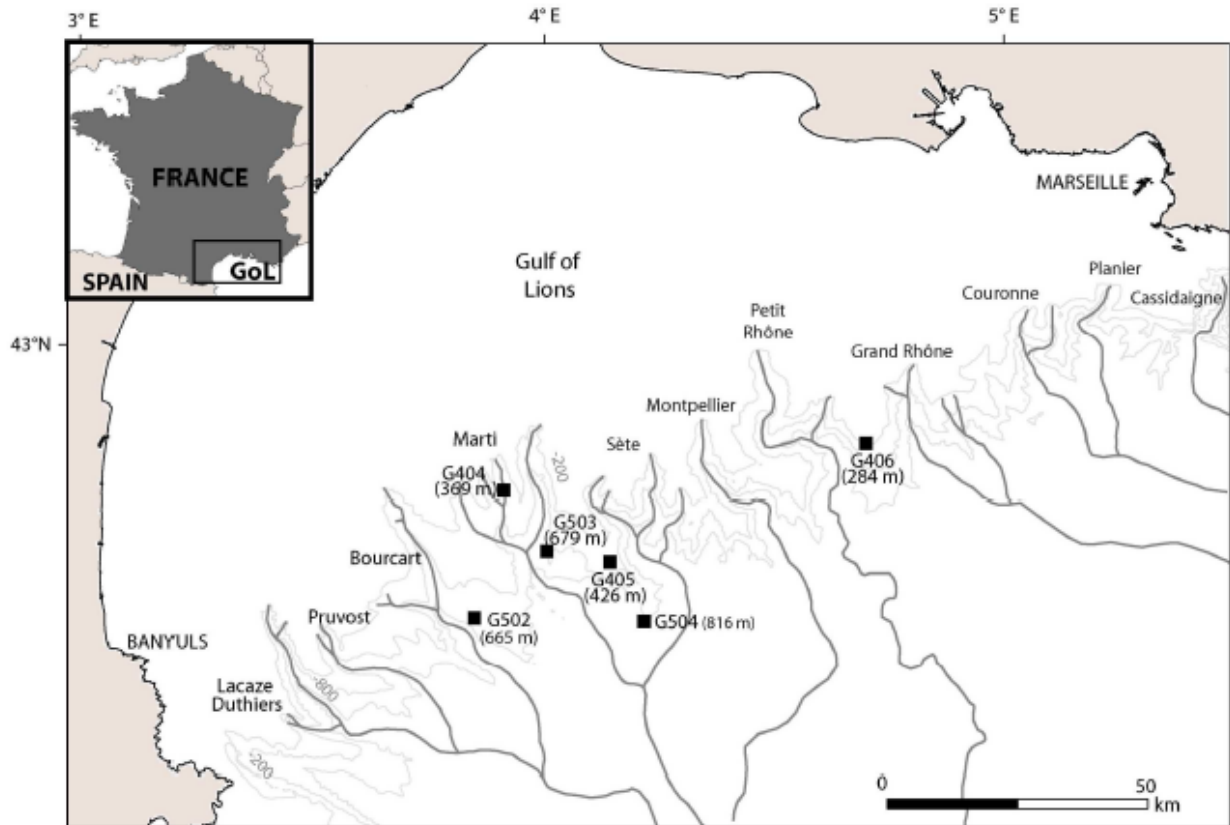 3° E
4° E
5° E
FRANCE
GoL
SPAIN
MARSEILLE
Gulf of
Lions
Planier
Couronne
Cassidaigne
Petit
Rhône
43°N
Grand Rhône
Montpellier
Marti
Sète
-200
G404
(369 m)
G406
(284 m)
G503
(679 m)
Bourcart
G405
(426 m)
Pruvost
G502
(665 m)
G504 (816 m)
BANYULS
Lacaze
Duthiers
-800
-200
0
50
km